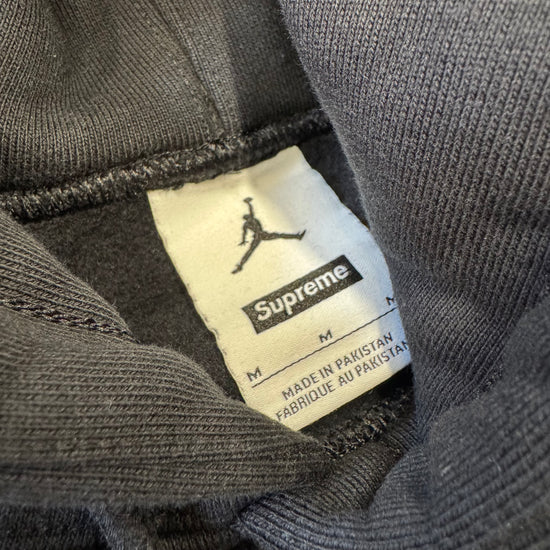 Supreme
M M M
MADE IN PAKISTAN
FABRIQUE AU PAKISTAN